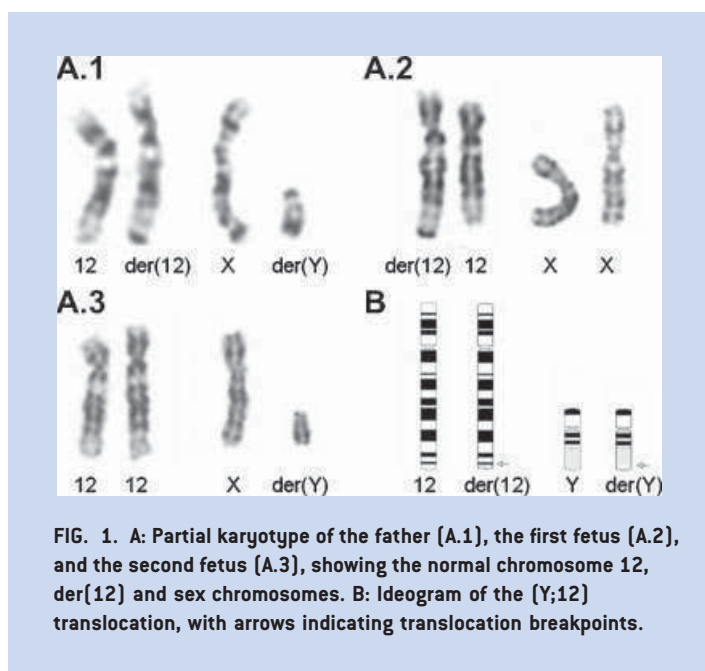 A.1
A.2
12 der(12) X der(Y)
der(12) 12 X X
A.3
B
12 12 X der(Y)
12 der(12) Y der(Y)
FIG. 1. A: Partial karyotype of the father (A.1), the first fetus (A.2),
and the second fetus (A.3), showing the normal chromosome 12,
der(12) and sex chromosomes. B: Ideogram of the (Y;12)
translocation, with arrows indicating translocation breakpoints.